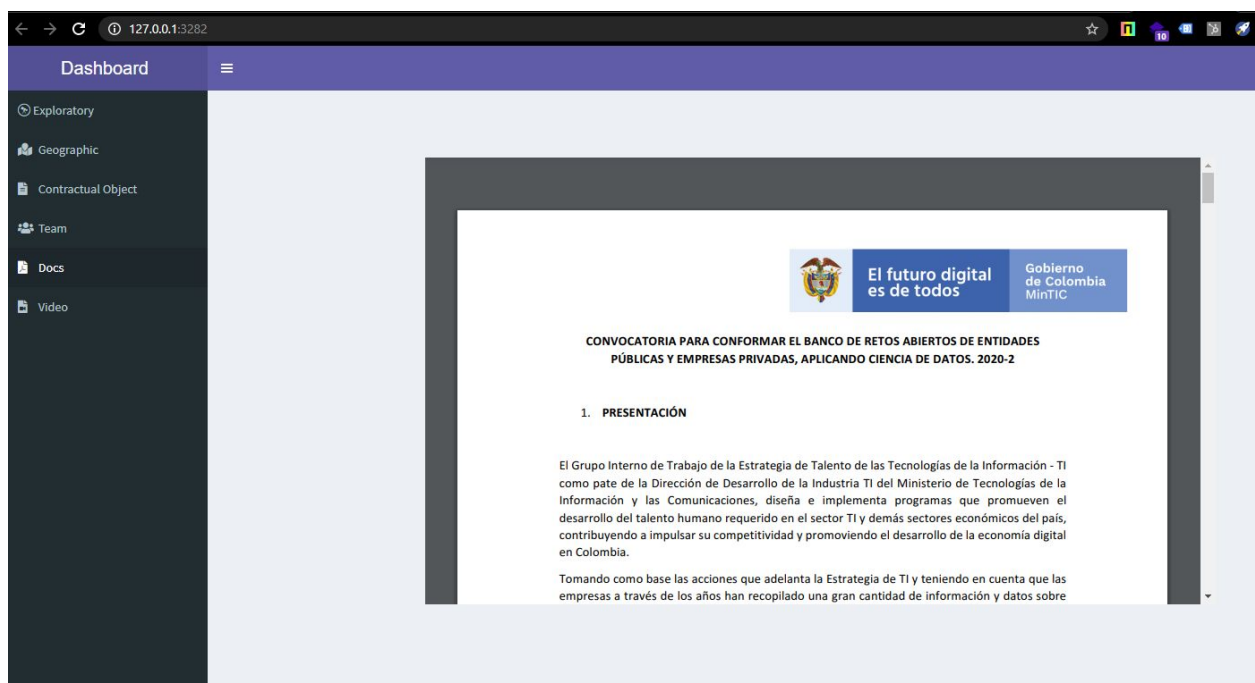 127.0.0.1:3282
10
Dashboard
Exploratory
Geographic
Contractual Object
Team
Docs
Video
El futuro digital
es de todos
Gobierno
de Colombia
MinTIC
CONVOCATORIA PARA CONFORMAR EL BANCO DE RETOS ABIERTOS DE ENTIDADES
PÚBLICAS Y EMPRESAS PRIVADAS, APLICANDO CIENCIA DE DATOS. 2020-2
1. PRESENTACIÓN
El Grupo Interno de Trabajo de la Estrategia de Talento de las Tecnologías de la Información - TI
como pate de la Dirección de Desarrollo de la Industria TI del Ministerio de Tecnologías de la
Información y las Comunicaciones, diseña e implementa programas que promueven el
desarrollo del talento humano requerido en el sector TI y demás sectores económicos del país,
contribuyendo a impulsar su competitividad y promoviendo el desarrollo de la economía digital
en Colombia.
Tomando como base las acciones que adelanta la Estrategia de TI y teniendo en cuenta que las
empresas a través de los años han recopilado una gran cantidad de información y datos sobre